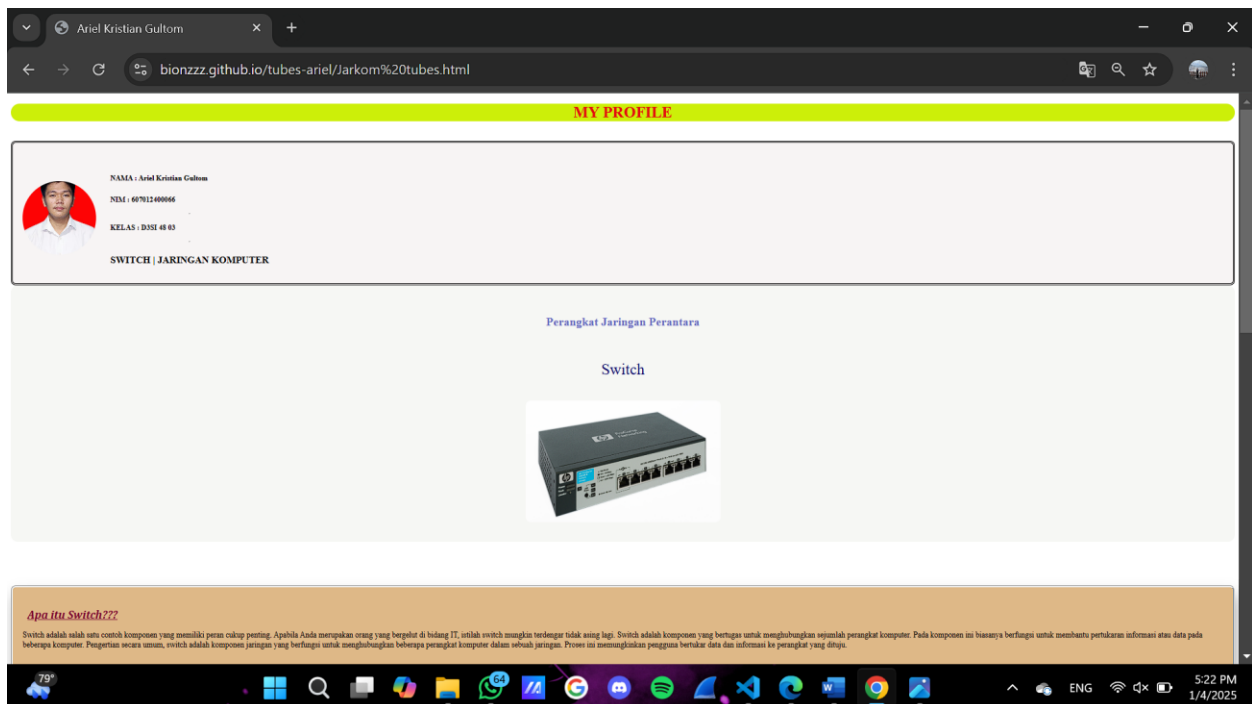 Ariel Kristian Gultom
bionzzz.github.io/tubes-ariel/Jarkom%20tubes.html
MY PROFILE
NAMA : Ariel Kristian Gultom
NIM : 607012400066
KELAS : D3SI 48 03
SWITCH | JARINGAN KOMPUTER
Perangkat Jaringan Perantara
Switch
Apa itu Switch???
Switch adalah salah satu contoh komponen yang memiliki peran cukup penting. Apabila Anda merupakan orang yang bergelut di bidang IT, istilah switch mungkin terdengar tidak asing lagi. Switch adalah komponen yang bertugas untuk menghubungkan sejumlah perangkat komputer. Pada komponen ini biasanya berfungsi untuk membantu pertukaran informasi atau data pada
beberapa komputer. Pengertian secara umum, switch adalah komponen jaringan yang berfungsi untuk menghubungkan beberapa perangkat komputer dalam sebuah jaringan. Proses ini memungkinkan pengguna bertukar data dan informasi ke perangkat yang dituju.
79°
64
ENG
5:22 PM
1/4/2025